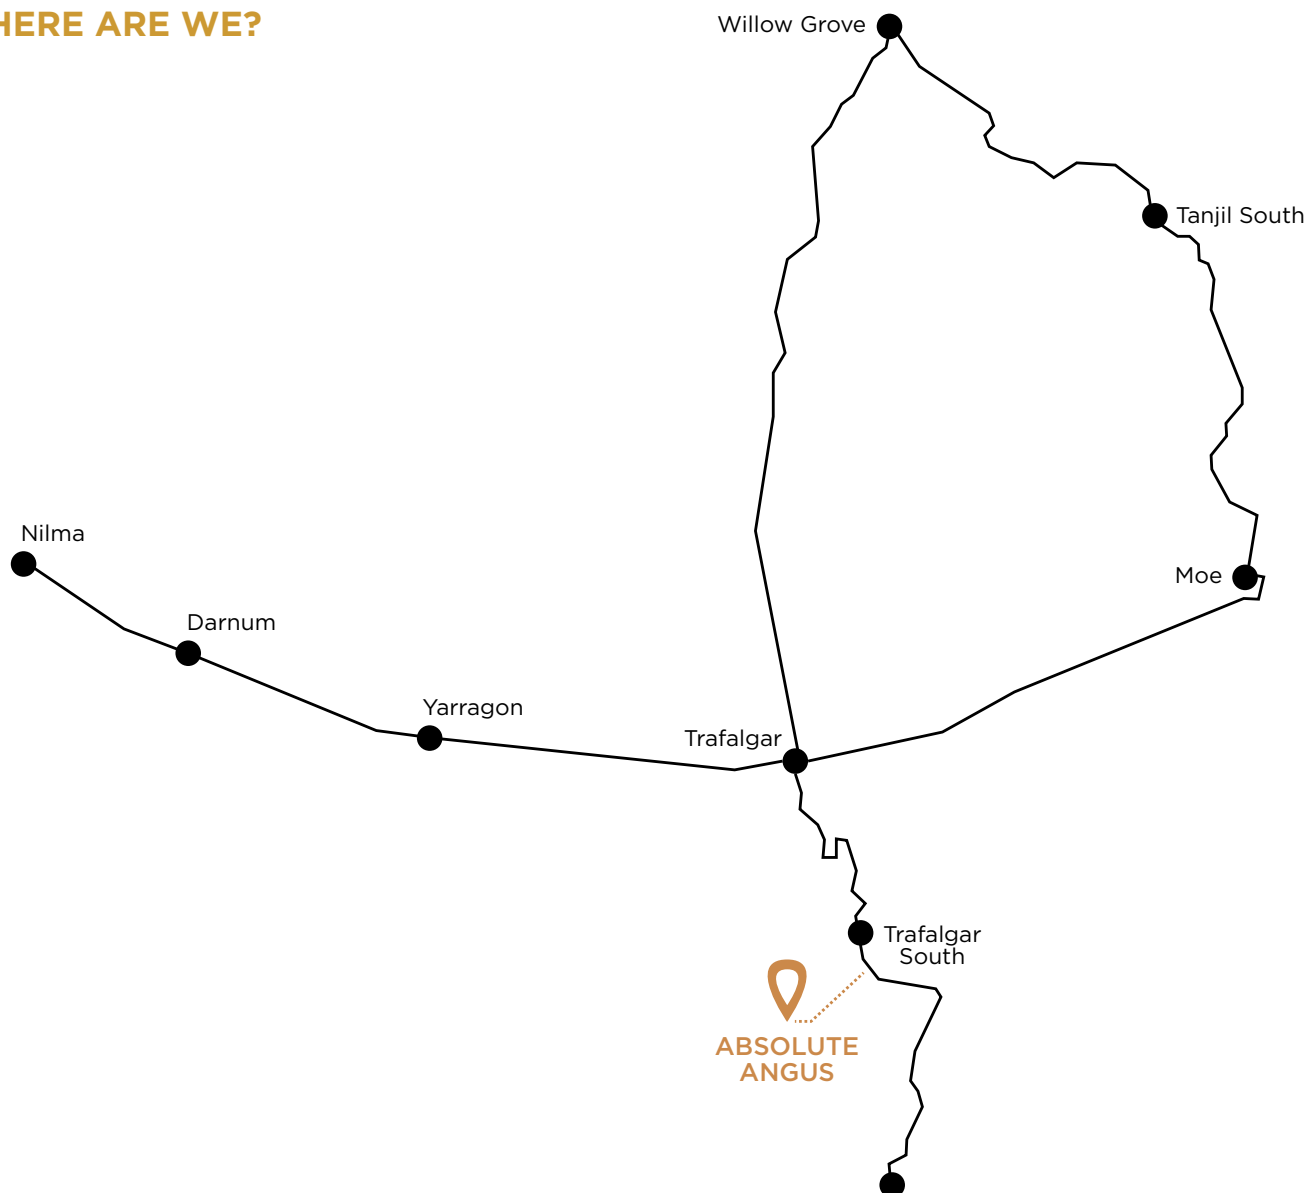 HERE ARE WE?
Willow Grove
Tanjil South
Nilma
Moe
Darnum
Yarragon
Trafalgar
Trafalgar
South
ABSOLUTE
ANGUS